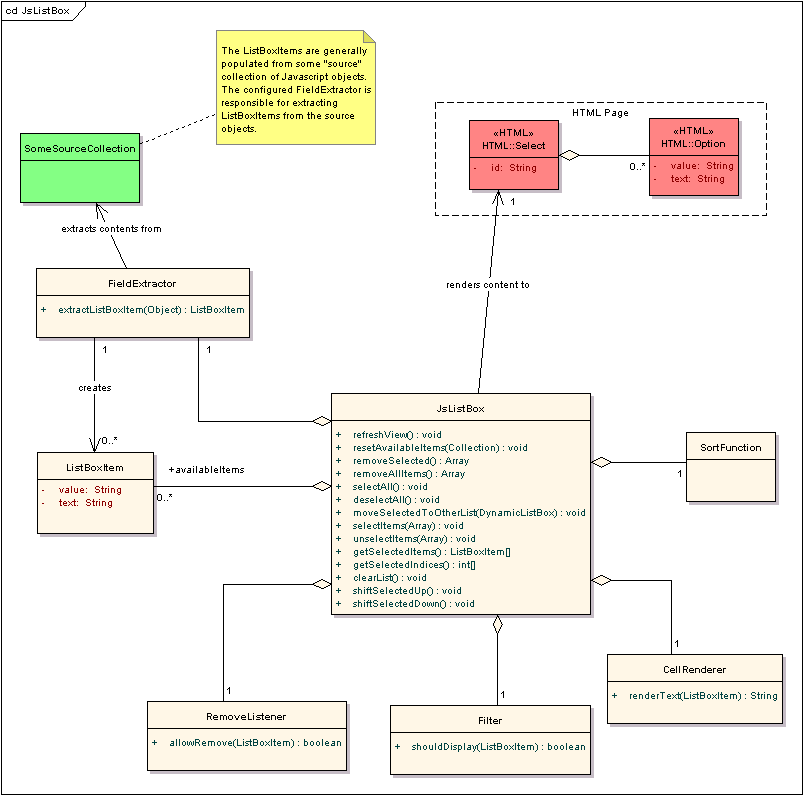 cd JsListBox
The ListBoxItems are generally
populated from some "source"
collection of Javascript objects.
The configured FieldExtractor is
responsible for extracting
ListBoxItems from the source
objects.
HTML Page
«HTML»
HTML::Select
- id: String
«HTML»
HTML::Option
- value: String
- text: String
0..*
1
SomeSourceCollection
extracts contents from
FieldExtractor
+ extractListBoxItem(Object) : ListBoxItem
1
1
creates
0..*
renders content to
ListBoxItem
- value: String
- text: String
+availableItems
0..*
JsListBox
+ refreshView() : void
+ resetAvailableItems(Collection) : void
+ removeSelected() : Array
+ removeAllItems() : Array
+ selectAll() : void
+ deselectAll() : void
+ moveSelectedToOtherList(DynamicListBox) : void
+ selectItems(Array) : void
+ unselectItems(Array) : void
+ getSelectedItems() : ListBoxItem[]
+ getSelectedIndices() : int[]
+ clearList() : void
+ shiftSelectedUp() : void
+ shiftSelectedDown() : void
SortFunction
1
1
RemoveListener
+ allowRemove(ListBoxItem) : boolean
1
Filter
+ shouldDisplay(ListBoxItem) : boolean
1
CellRenderer
+ renderText(ListBoxItem) : String